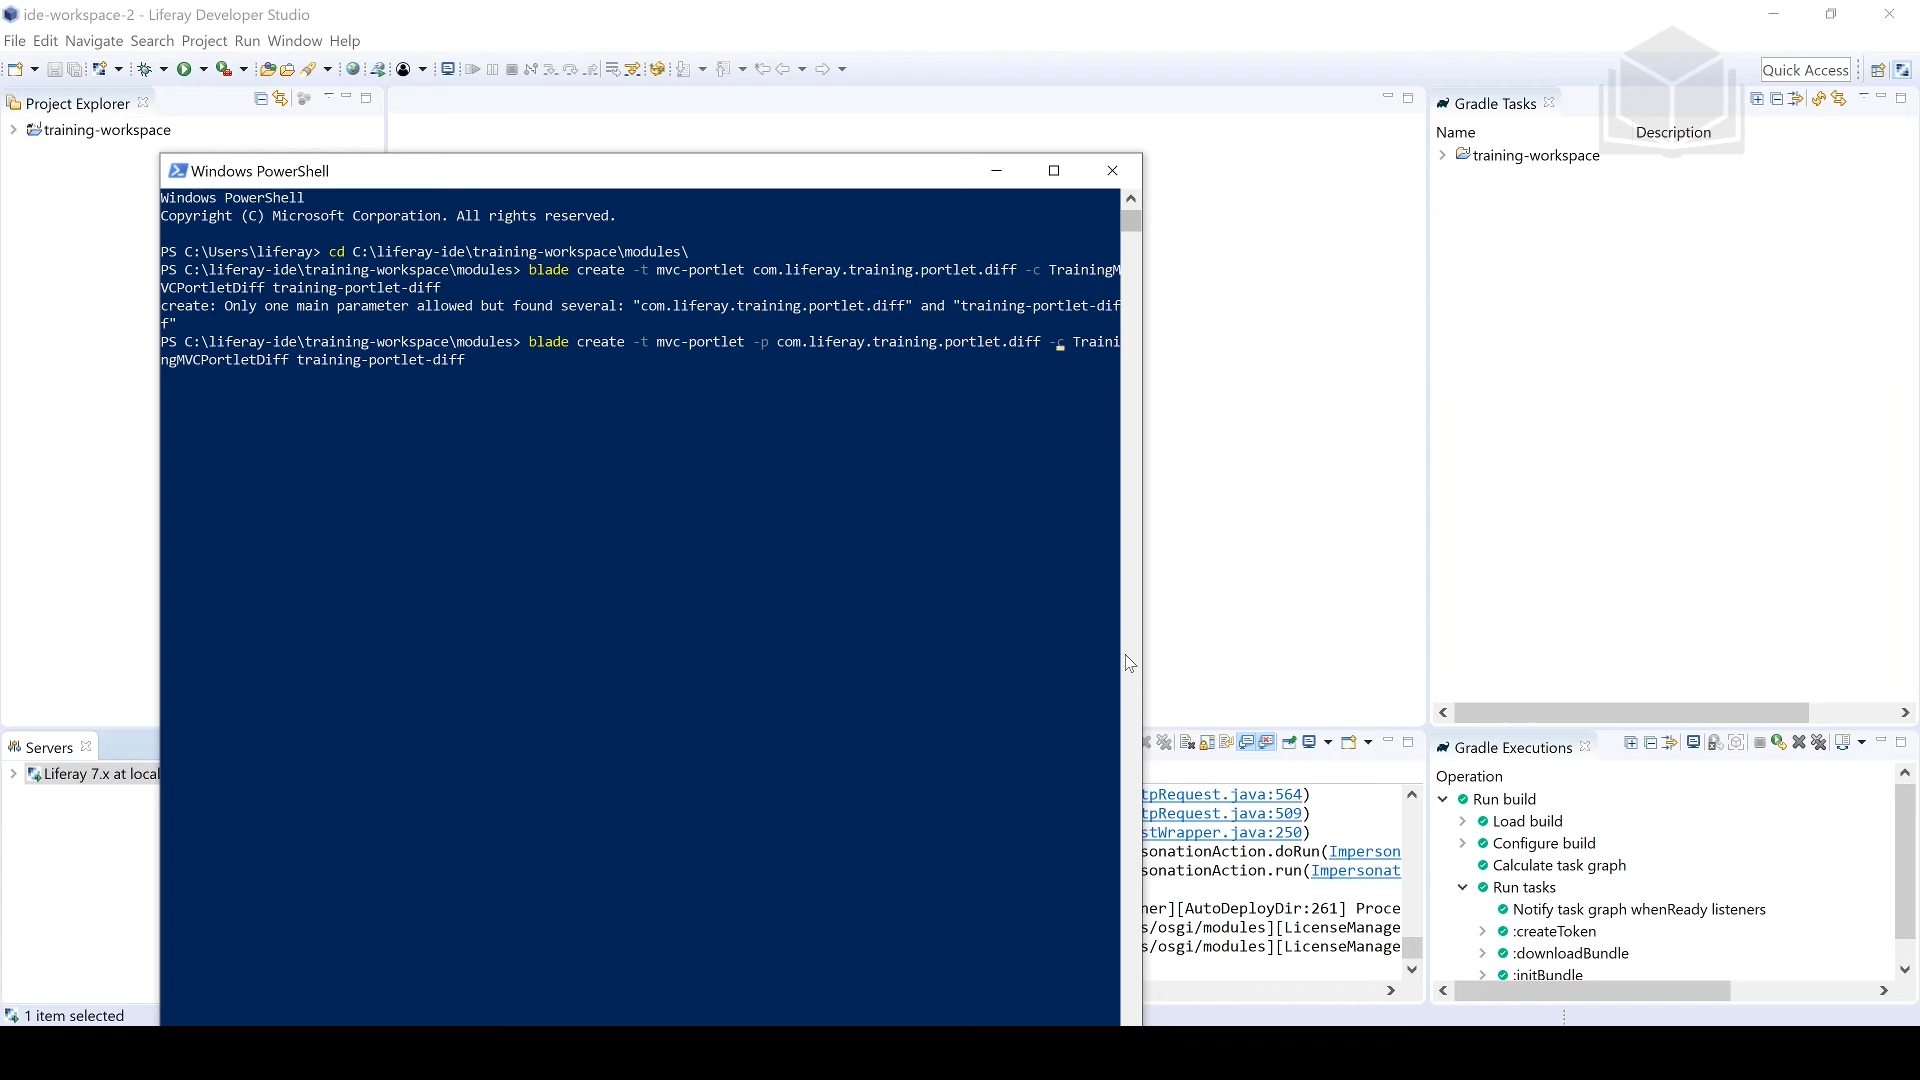 ide-workspace-2 - Liferay Developer Studio
File Edit Navigate Search Project Run Window Help
Quick Access
Project Explorer
training-workspace
Gradle Tasks
Name Description
training-workspace
Windows PowerShell
Windows PowerShell
Copyright (C) Microsoft Corporation. All rights reserved.
PS C:\Users\liferay> cd C:\liferay-ide\training-workspace\modules\
PS C:\liferay-ide\training-workspace\modules> blade create -t mvc-portlet com.liferay.training.portlet.diff -c TrainingM
VCPortletDiff training-portlet-diff
create: Only one main parameter allowed but found several: "com.liferay.training.portlet.diff" and "training-portlet-dif
f"
PS C:\liferay-ide\training-workspace\modules> blade create -t mvc-portlet -p com.liferay.training.portlet.diff -c Traini
ngMVCPortletDiff training-portlet-diff
Servers
Liferay 7.x at local
tpRequest.java:564)
tpRequest.java:509)
stWrapper.java:250)
sonationAction.doRun(Imperson
sonationAction.run(Impersonat
ner][AutoDeployDir:261] Proce
s/osgi/modules][LicenseManage
s/osgi/modules][LicenseManage
Gradle Executions
Operation
Run build
Load build
Configure build
Calculate task graph
Run tasks
Notify task graph whenReady listeners
:createToken
:downloadBundle
:initBundle
1 item selected